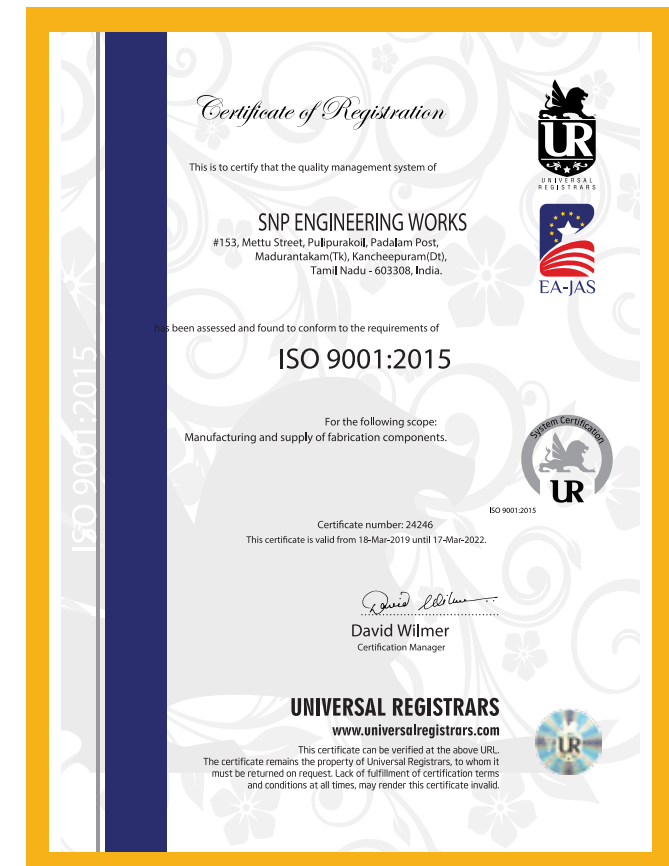 Certificate of Registration
UR
UNIVERSAL
REGISTRARS
This is to certify that the quality management system of
SNP ENGINEERING WORKS
#153, Mettu Street, Pulipurakoil, Padalam Post,
Madurantakam(Tk), Kancheepuram(Dt),
Tamil Nadu - 603308, India.
EA-JAS
has been assessed and found to conform to the requirements of
ISO 9001:2015
ISO 9001:2015
For the following scope:
Manufacturing and supply of fabrication components.
System Certification
UR
ISO 9001:2015
Certificate number: 24246
This certificate is valid from 18-Mar-2019 until 17-Mar-2022.
David Wilmer
David Wilmer
Certification Manager
UNIVERSAL REGISTRARS
www.universalregistrars.com
This certificate can be verified at the above URL.
The certificate remains the property of Universal Registrars, to whom it
must be returned on request. Lack of fulfillment of certification terms
and conditions at all times, may render this certificate invalid.
UR